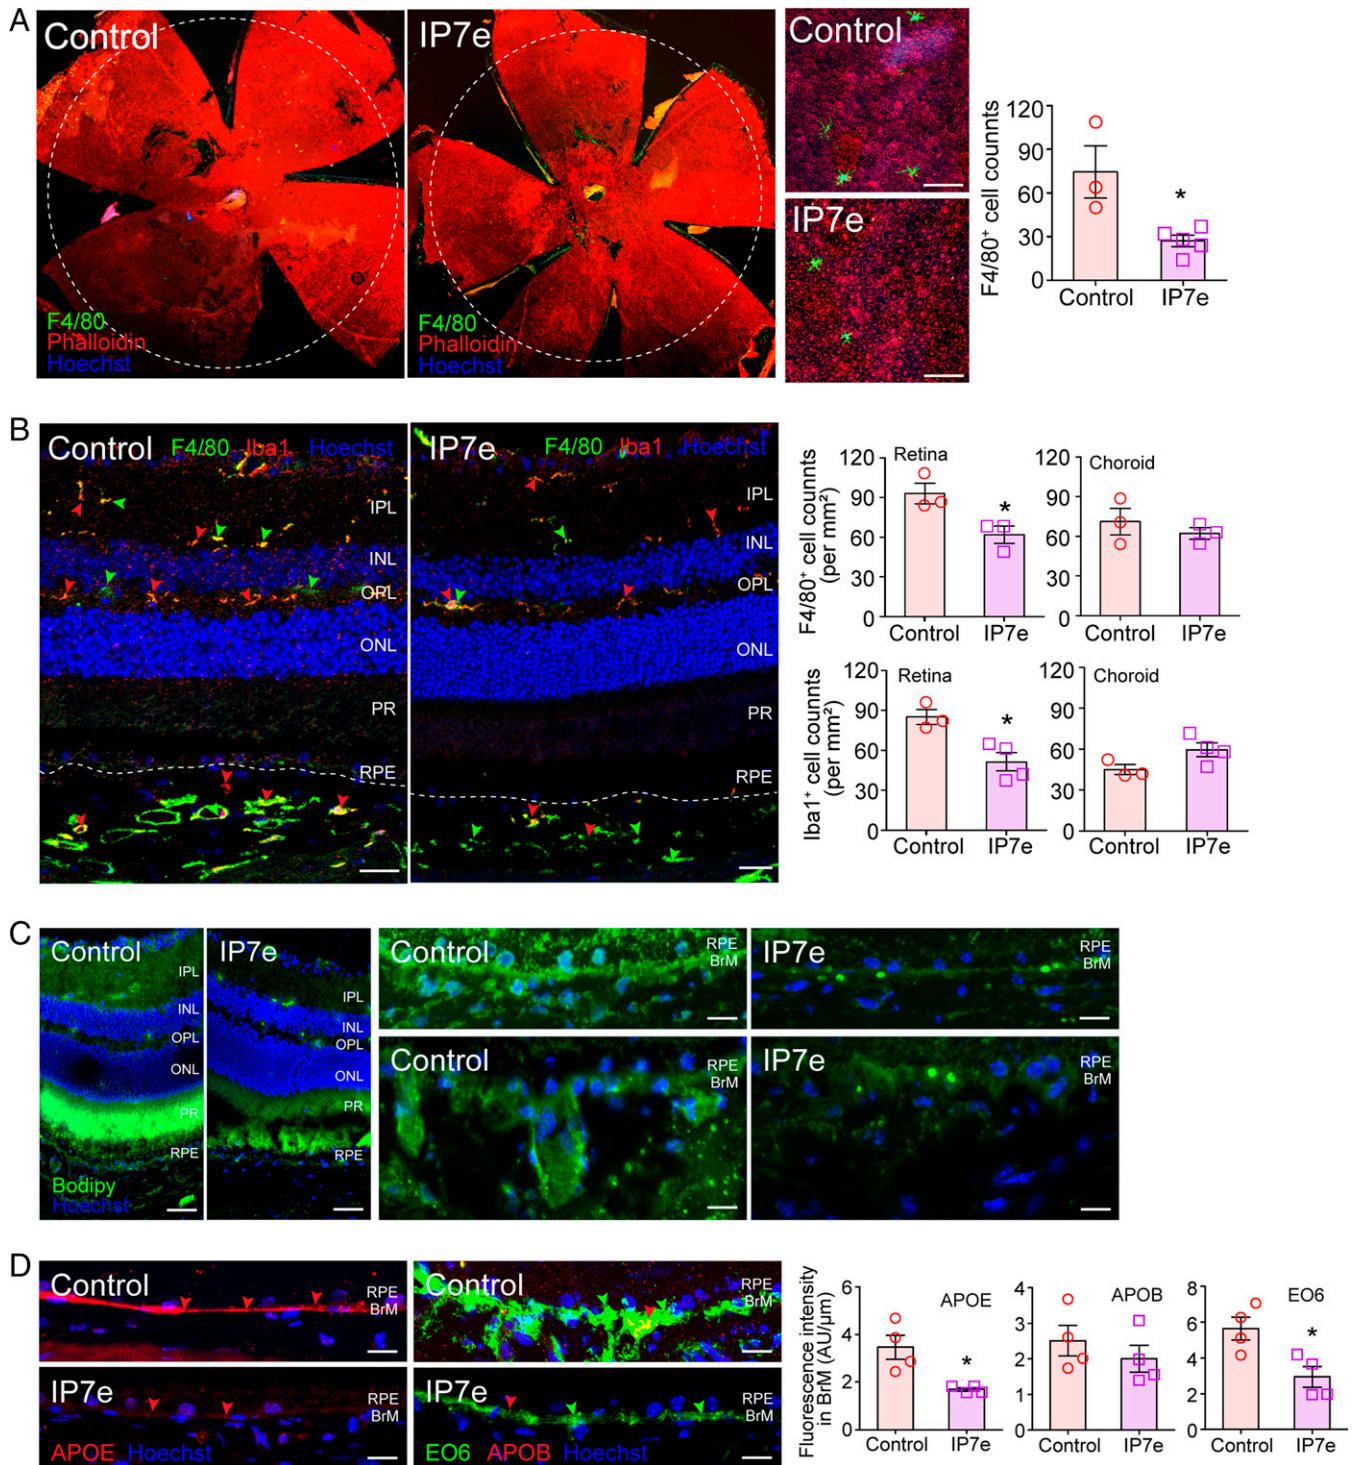 A
Control
F4/80
Phalloidin
Hoechst
IP7e
F4/80
Phalloidin
Hoechst
Control
IP7e
F4/80+ cell counnts
120
90
60
30
0
*
Control
IP7e
B
Control
F4/80 Iba1 Hoechst
IPL
INL
OPL
ONL
PR
RPE
IP7e
F4/80 Iba1 Hoechst
IPL
INL
OPL
ONL
PR
RPE
F4/80+ cell counnts
(per mm²)
120
90
60
30
0
Retina
*
Control
IP7e
120
90
60
30
0
Choroid
Control
IP7e
Iba1+ cell counnts
(per mm²)
120
90
60
30
0
Retina
*
Control
IP7e
120
90
60
30
0
Choroid
Control
IP7e
C
Control
IPL
INL
OPL
ONL
PR
RPE
Bodipy
Hoechst
IP7e
IPL
INL
OPL
ONL
PR
RPE
Control
RPE
BrM
IP7e
RPE
BrM
Control
RPE
BrM
IP7e
RPE
BrM
D
Control
RPE
BrM
Control
RPE
BrM
IP7e
RPE
BrM
APOE Hoechst
IP7e
RPE
BrM
EO6 APOB Hoechst
Fluorescence intensity
in BrM (AU/μm)
6
4
2
0
APOE
*
Control
IP7e
4
3
2
1
0
APOB
Control
IP7e
8
6
4
2
0
EO6
*
Control
IP7e